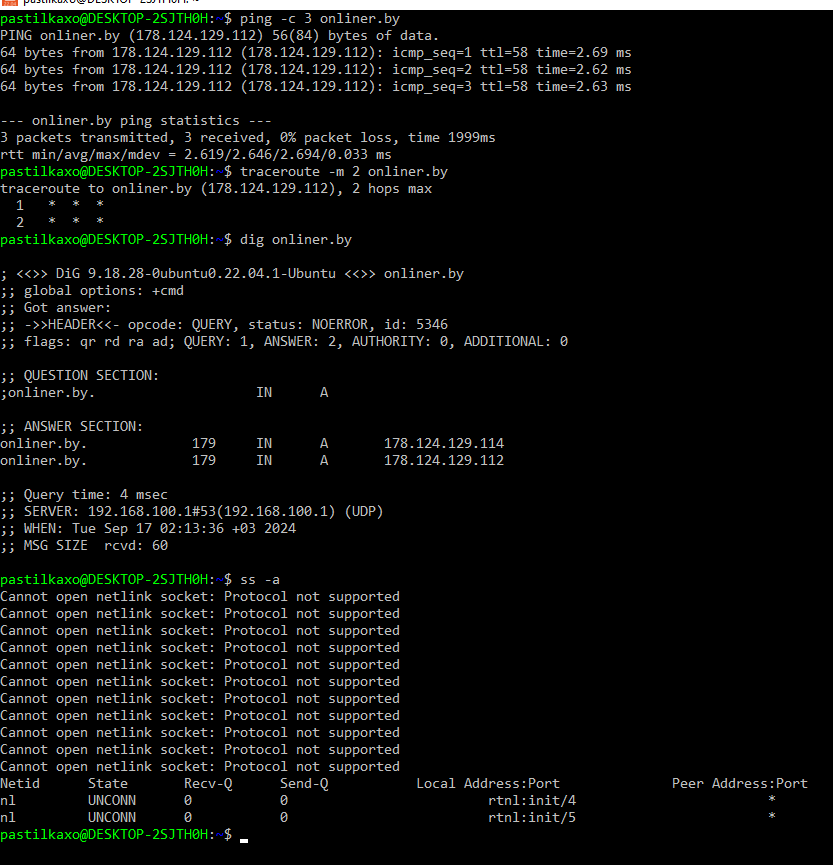 pastilkaxo@DESKTOP-2SJTH0H: ~
pastilkaxo@DESKTOP-2SJTH0H:~$ ping -c 3 onliner.by
PING onliner.by (178.124.129.112) 56(84) bytes of data.
64 bytes from 178.124.129.112 (178.124.129.112): icmp_seq=1 ttl=58 time=2.69 ms
64 bytes from 178.124.129.112 (178.124.129.112): icmp_seq=2 ttl=58 time=2.62 ms
64 bytes from 178.124.129.112 (178.124.129.112): icmp_seq=3 ttl=58 time=2.63 ms

--- onliner.by ping statistics ---
3 packets transmitted, 3 received, 0% packet loss, time 1999ms
rtt min/avg/max/mdev = 2.619/2.646/2.694/0.033 ms
pastilkaxo@DESKTOP-2SJTH0H:~$ traceroute -m 2 onliner.by
traceroute to onliner.by (178.124.129.112), 2 hops max
  1   *  *  *
  2   *  *  *
pastilkaxo@DESKTOP-2SJTH0H:~$ dig onliner.by

; <<>> DiG 9.18.28-0ubuntu0.22.04.1-Ubuntu <<>> onliner.by
;; global options: +cmd
;; Got answer:
;; ->>HEADER<<- opcode: QUERY, status: NOERROR, id: 5346
;; flags: qr rd ra ad; QUERY: 1, ANSWER: 2, AUTHORITY: 0, ADDITIONAL: 0

;; QUESTION SECTION:
;onliner.by.                    IN      A

;; ANSWER SECTION:
onliner.by.             179     IN      A       178.124.129.114
onliner.by.             179     IN      A       178.124.129.112

;; Query time: 4 msec
;; SERVER: 192.168.100.1#53(192.168.100.1) (UDP)
;; WHEN: Tue Sep 17 02:13:36 +03 2024
;; MSG SIZE  rcvd: 60

pastilkaxo@DESKTOP-2SJTH0H:~$ ss -a
Cannot open netlink socket: Protocol not supported
Cannot open netlink socket: Protocol not supported
Cannot open netlink socket: Protocol not supported
Cannot open netlink socket: Protocol not supported
Cannot open netlink socket: Protocol not supported
Cannot open netlink socket: Protocol not supported
Cannot open netlink socket: Protocol not supported
Cannot open netlink socket: Protocol not supported
Cannot open netlink socket: Protocol not supported
Cannot open netlink socket: Protocol not supported
Cannot open netlink socket: Protocol not supported
Netid      State       Recv-Q      Send-Q           Local Address:Port              Peer Address:Port
nl         UNCONN      0           0                         rtnl:init/4                        *
nl         UNCONN      0           0                         rtnl:init/5                        *
pastilkaxo@DESKTOP-2SJTH0H:~$